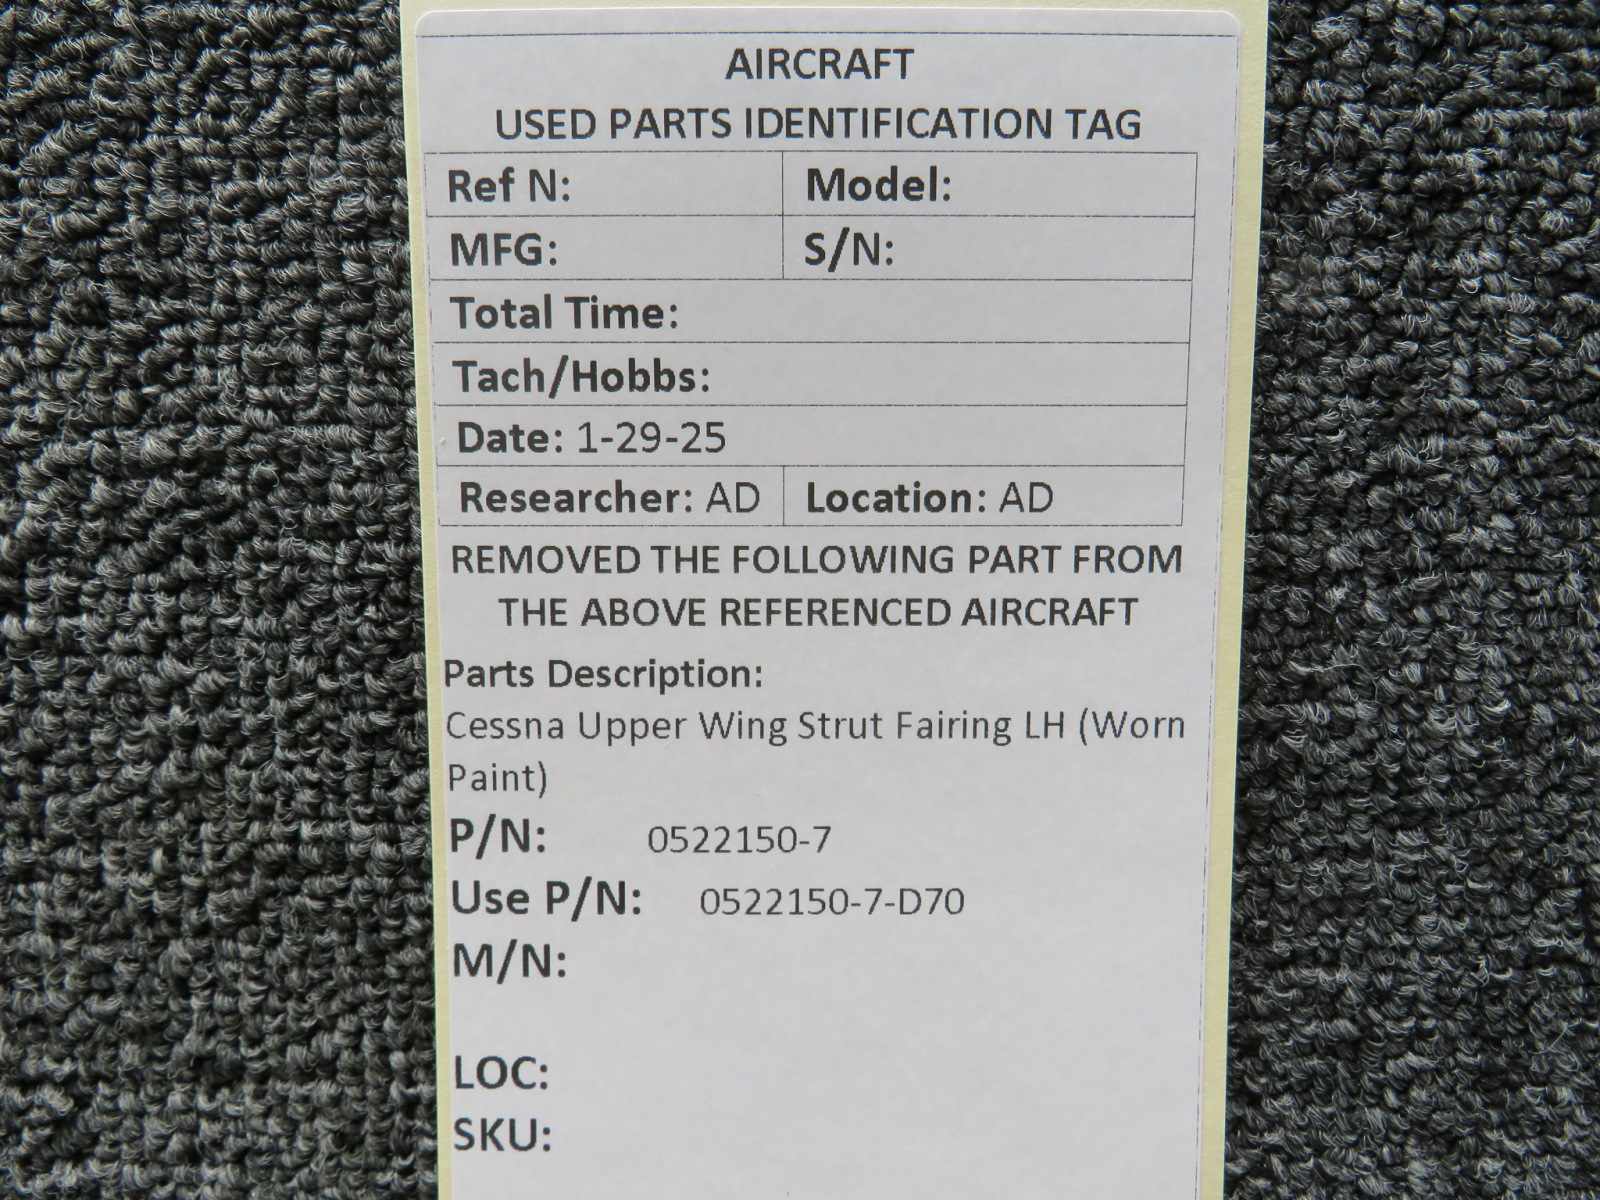 AIRCRAFT
USED PARTS IDENTIFICATION TAG
Ref N: Model:
MFG: S/N:
Total Time:
Tach/Hobbs:
Date: 1-29-25
Researcher: AD Location: AD
REMOVED THE FOLLOWING PART FROM
THE ABOVE REFERENCED AIRCRAFT
Parts Description:
Cessna Upper Wing Strut Fairing LH (Worn
Paint)
P/N: 0522150-7
Use P/N: 0522150-7-D70
M/N:
LOC:
SKU: